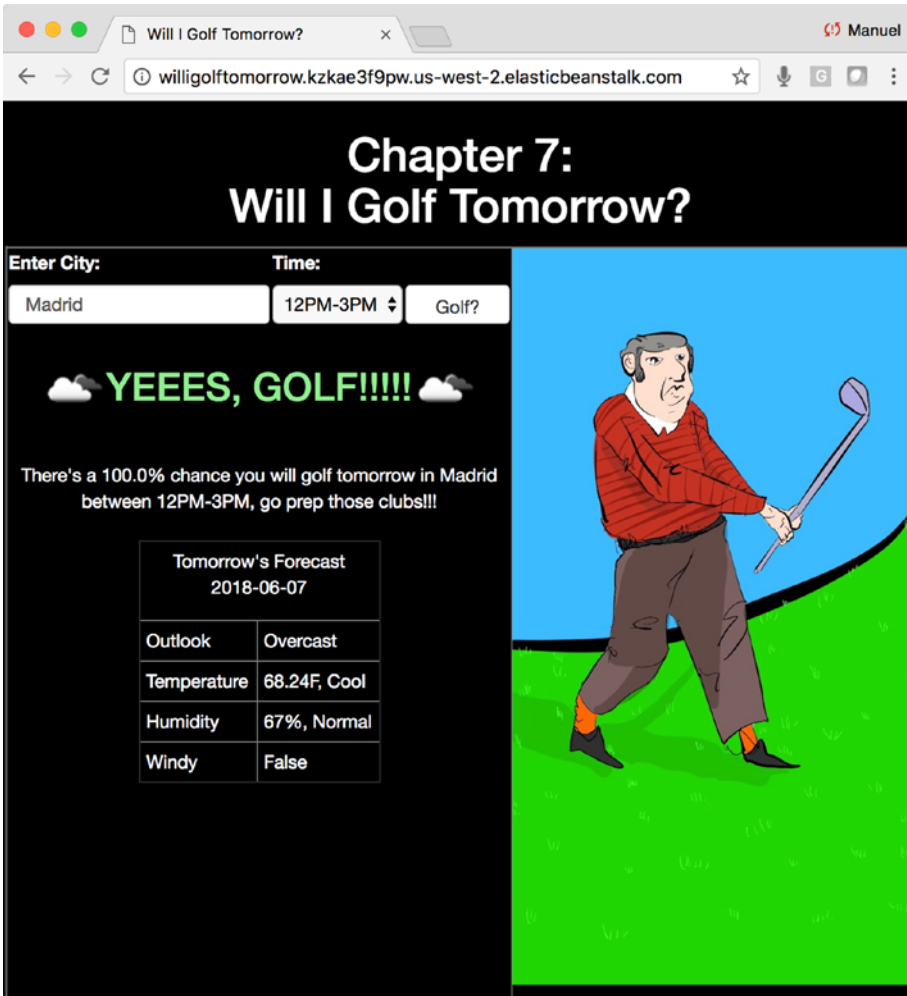 Will I Golf Tomorrow?
Manuel
willigolftomorrow.kzkae3f9pw.us-west-2.elasticbeanstalk.com
G
Chapter 7:
Will I Golf Tomorrow?
Enter City:
Time:
Madrid
12PM-3PM
Golf?
YEEES, GOLF!!!!!
There's a 100.0% chance you will golf tomorrow in Madrid
between 12PM-3PM, go prep those clubs!!!
Tomorrow's Forecast
2018-06-07
Outlook Overcast
Temperature 68.24F, Cool
Humidity 67%, Normal
Windy False